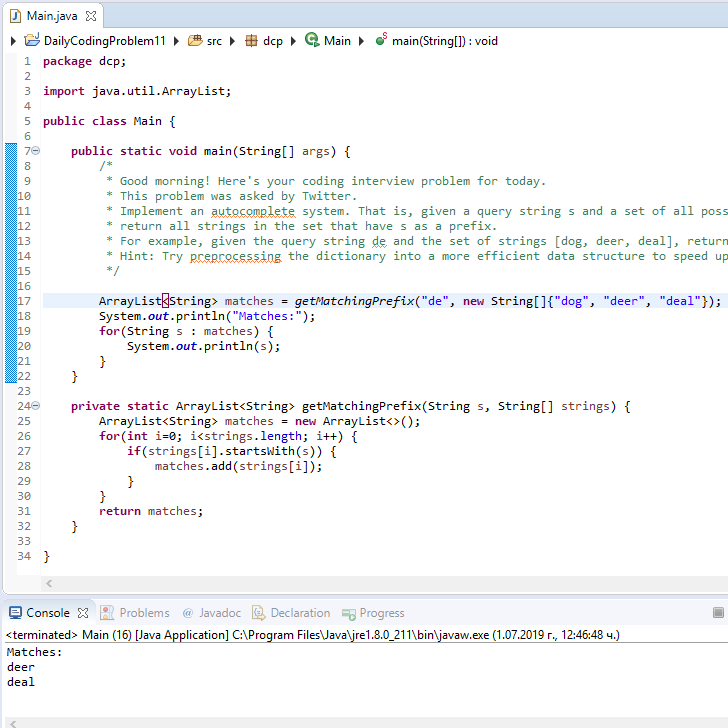 Main.java
DailyCodingProblem11 src dcp Main main(String[]) : void
1 package dcp;
2
3 import java.util.ArrayList;
4
5 public class Main {
6
7 public static void main(String[] args) {
8 /*
9 * Good morning! Here's your coding interview problem for today.
10 * This problem was asked by Twitter.
11 * Implement an autocomplete system. That is, given a query string s and a set of all poss
12 * return all strings in the set that have s as a prefix.
13 * For example, given the query string de and the set of strings [dog, deer, deal], return
14 * Hint: Try preprocessing the dictionary into a more efficient data structure to speed up
15 */
16
17 ArrayList<String> matches = getMatchingPrefix("de", new String[]{"dog", "deer", "deal"});
18 System.out.println("Matches:");
19 for(String s : matches) {
20 System.out.println(s);
21 }
22 }
23
24 private static ArrayList<String> getMatchingPrefix(String s, String[] strings) {
25 ArrayList<String> matches = new ArrayList<>();
26 for(int i=0; i<strings.length; i++) {
27 if(strings[i].startsWith(s)) {
28 matches.add(strings[i]);
29 }
30 }
31 return matches;
32 }
33
34 }
Console Problems @ Javadoc Declaration Progress
<terminated> Main (16) [Java Application] C:\Program Files\Java\jre1.8.0_211\bin\javaw.exe (1.07.2019 г., 12:46:48 ч.)
Matches:
deer
deal